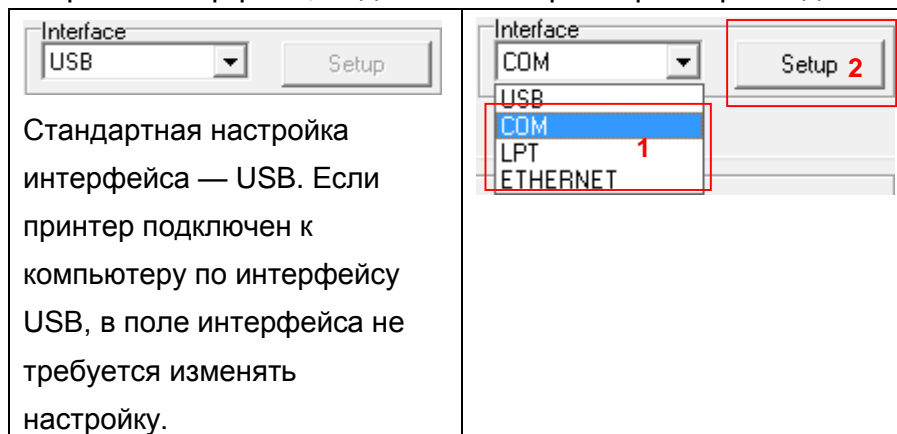 Interface
USB
Setup
Стандартная настройка
интерфейса — USB. Если
принтер подключен к
компьютеру по интерфейсу
USB, в поле интерфейса не
требуется изменять
настройку.
Interface
COM
Setup 2
USB
COM
LPT 1
ETHERNET